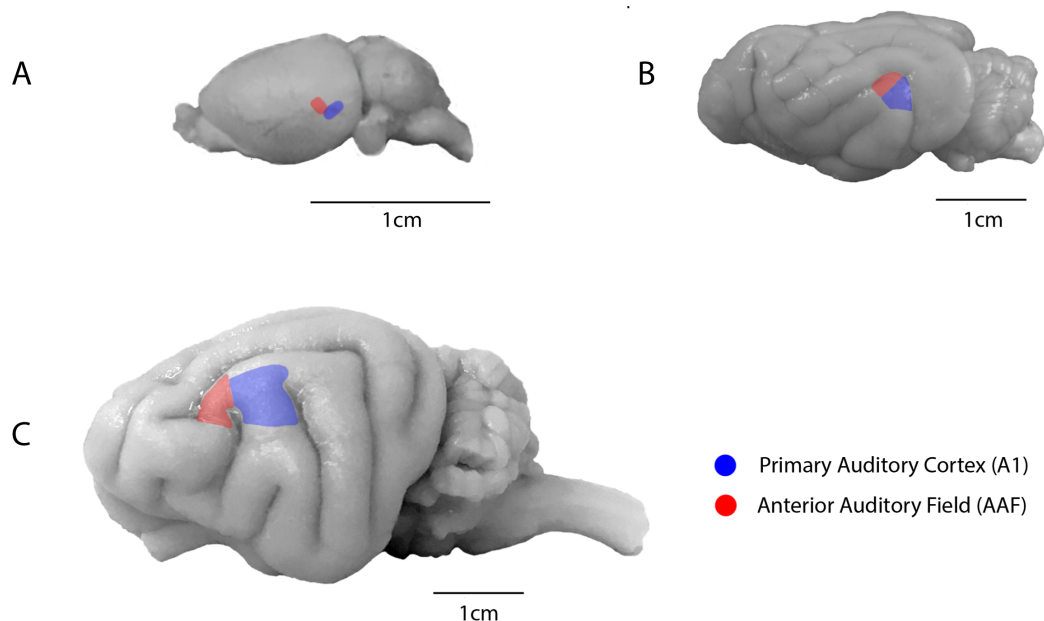 A
B
1cm
1cm
C
Primary Auditory Cortex (A1)
Anterior Auditory Field (AAF)
1cm